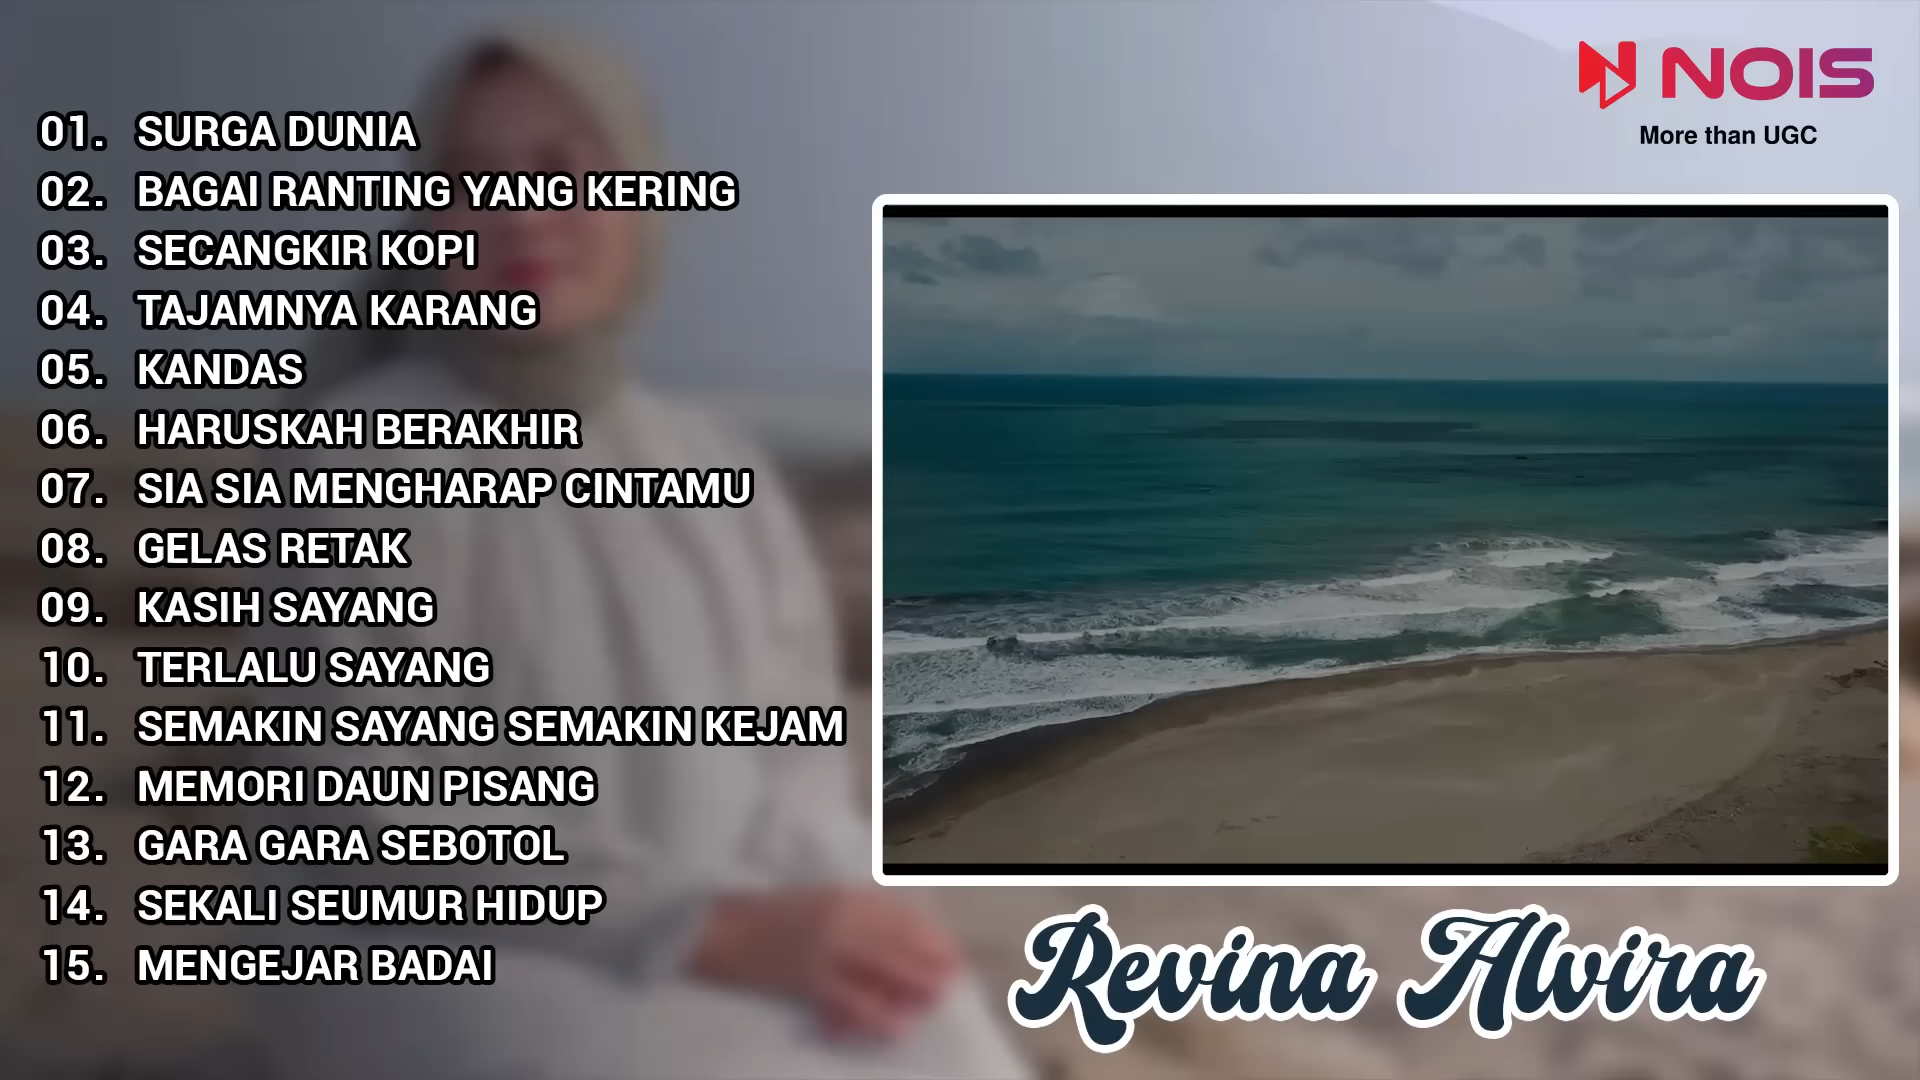 01. SURGA DUNIA
02. BAGAI RANTING YANG KERING
03. SECANGKIR KOPI
04. TAJAMNYA KARANG
05. KANDAS
06. HARUSKAH BERAKHIR
07. SIA SIA MENGHARAP CINTAMU
08. GELAS RETAK
09. KASIH SAYANG
10. TERLALU SAYANG
11. SEMAKIN SAYANG SEMAKIN KEJAM
12. MEMORI DAUN PISANG
13. GARA GARA SEBOTOL
14. SEKALI SEUMUR HIDUP
15. MENGEJAR BADAI
NOIS
More than UGC
Revina Alvira